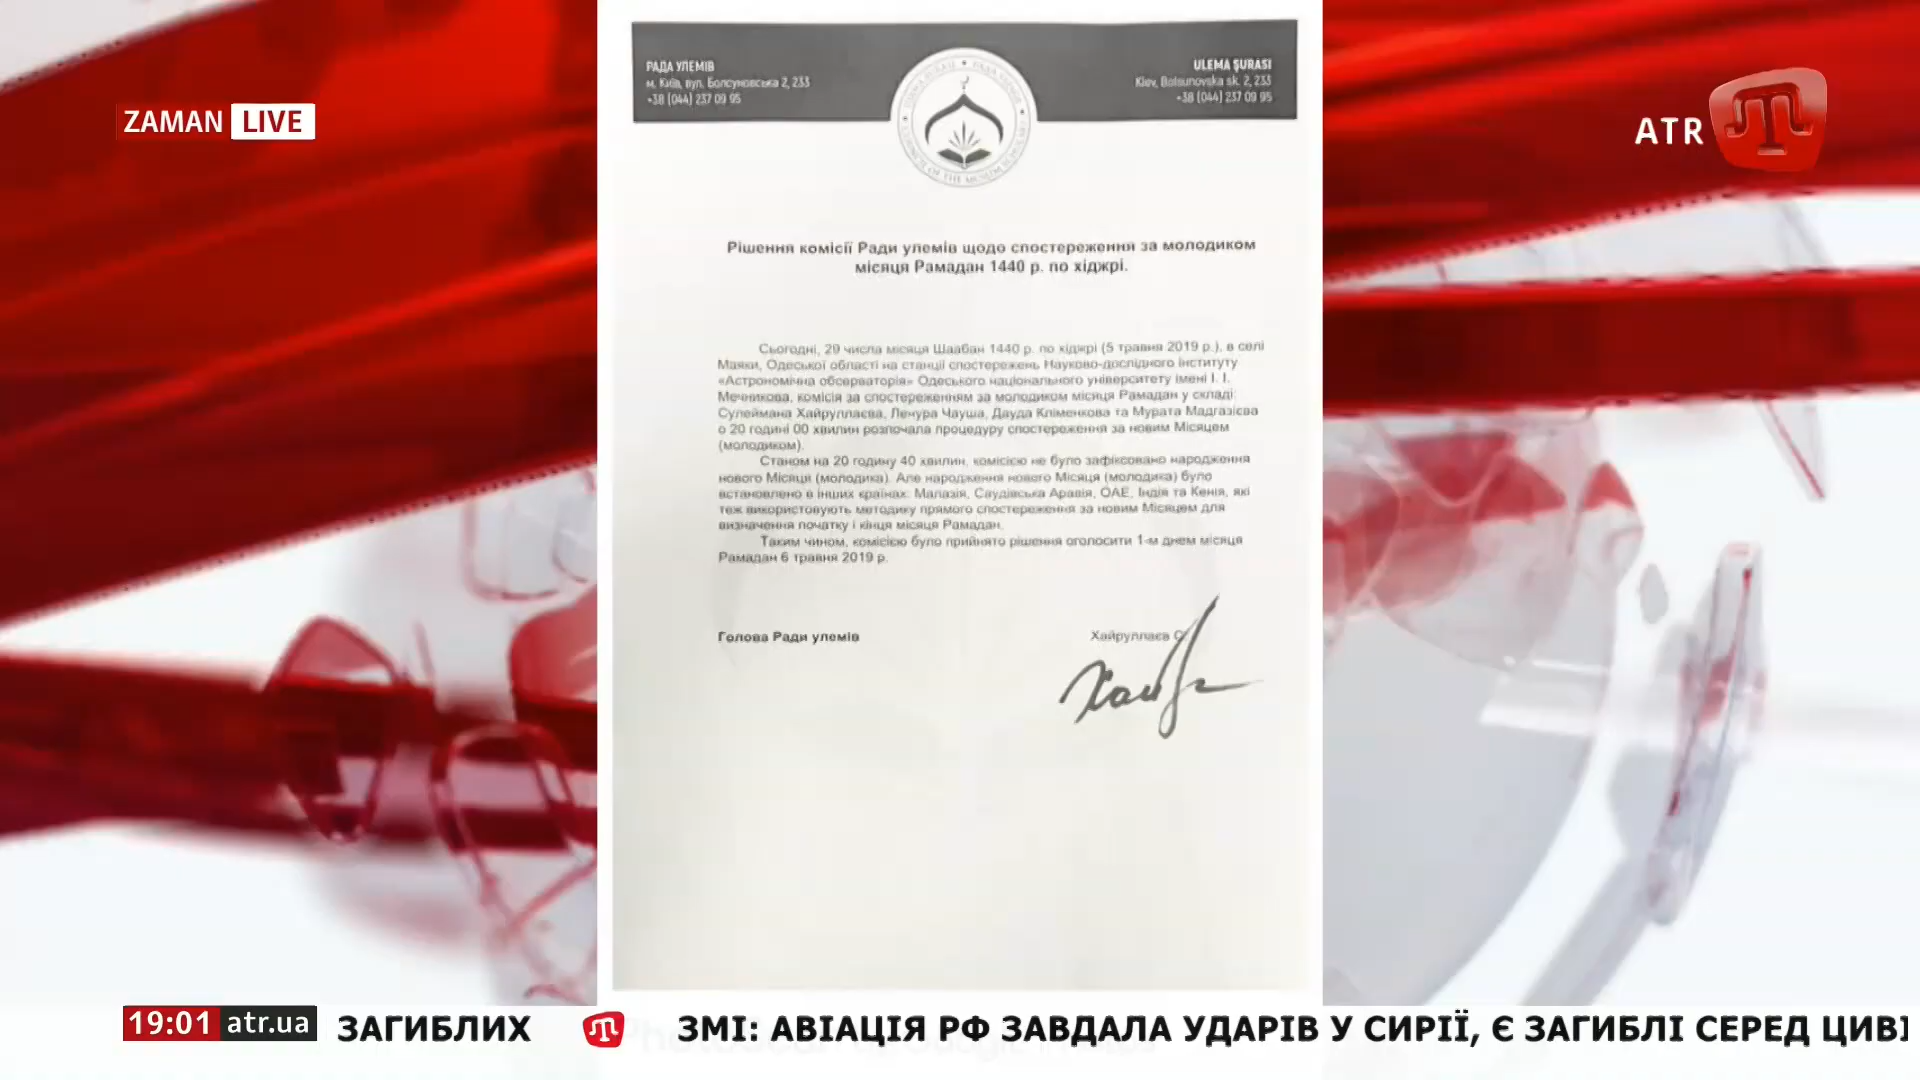 ZAMAN LIVE
ATR
РАДА УЛЕМІВ
м. Київ, вул. Болсуновська 2, 233
+38 (044) 237 09 95
ULEMA ŞURASI
Kiev, Bolsunovska sk. 2, 233
+38 (044) 237 09 95
Рішення комісії Ради улемів щодо спостереження за молодиком
місяця Рамадан 1440 р. по хіджрі.
Сьогодні, 29 числа місяця Шаабан 1440 р. по хіджрі (5 травня 2019 р.), в селі
Маяки, Одеської області на станції спостережень Науково-дослідного інституту
«Астрономічна обсерваторія» Одеського національного університету імені І. І.
Мечникова, комісія за спостереженням за молодиком місяця Рамадан у складі:
Сулеймана Хайруллаєва, Ленура Чауша, Дауда Кліменкова та Мурата Мадгазієва
о 20 годині 00 хвилин розпочала процедуру спостереження за новим Місяцем
(молодиком).
Станом на 20 годину 40 хвилин, комісією не було зафіксовано народження
нового Місяця (молодика). Але народження нового Місяця (молодика) було
встановлено в інших країнах: Малазія, Саудівська Аравія, ОАЕ, Індія та Кенія, які
теж використовують методику прямого спостереження за новим Місяцем для
визначення початку і кінця місяця Рамадан.
Таким чином, комісією було прийнято рішення оголосити 1-м днем місяця
Рамадан 6 травня 2019 р.
Голова Ради улемів
Хайруллаєв С.
19:01 atr.ua ЗАГИБЛИХ ЗМІ: АВІАЦІЯ РФ ЗАВДАЛА УДАРІВ У СИРІЇ, Є ЗАГИБЛІ СЕРЕД ЦИВІ